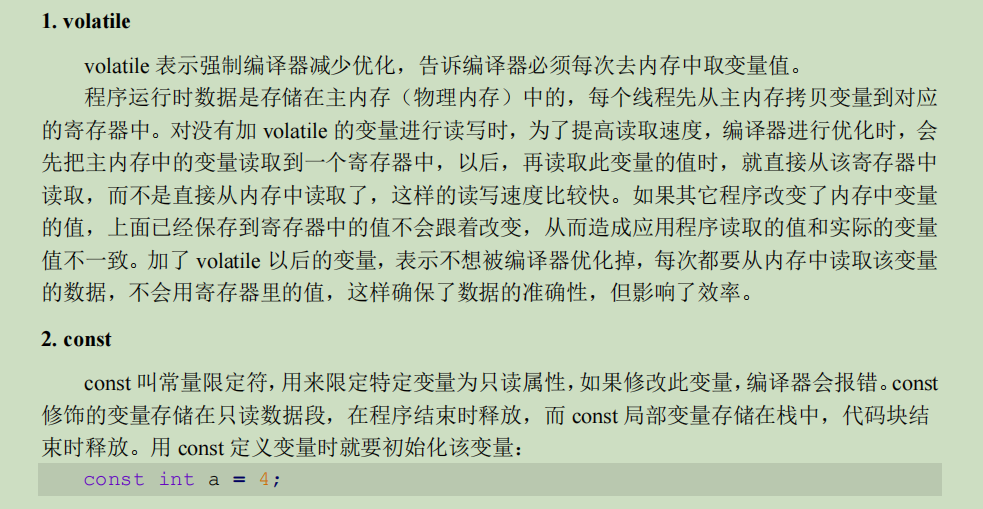 1. volatile
volatile 表示强制编译器减少优化，告诉编译器必须每次去内存中取变量值。
程序运行时数据是存储在主内存（物理内存）中的，每个线程先从主内存拷贝变量到对应
的寄存器中。对没有加 volatile 的变量进行读写时，为了提高读取速度，编译器进行优化时，会
先把主内存中的变量读取到一个寄存器中，以后，再读取此变量的值时，就直接从该寄存器中
读取，而不是直接从内存中读取了，这样的读写速度比较快。如果其它程序改变了内存中变量
的值，上面已经保存到寄存器中的值不会跟着改变，从而造成应用程序读取的值和实际的变量
值不一致。加了 volatile 以后的变量，表示不想被编译器优化掉，每次都要从内存中读取该变量
的数据，不会用寄存器里的值，这样确保了数据的准确性，但影响了效率。
2. const
const 叫常量限定符，用来限定特定变量为只读属性，如果修改此变量，编译器会报错。const
修饰的变量存储在只读数据段，在程序结束时释放，而 const 局部变量存储在栈中，代码块结
束时释放。用 const 定义变量时就要初始化该变量：
const int a = 4;